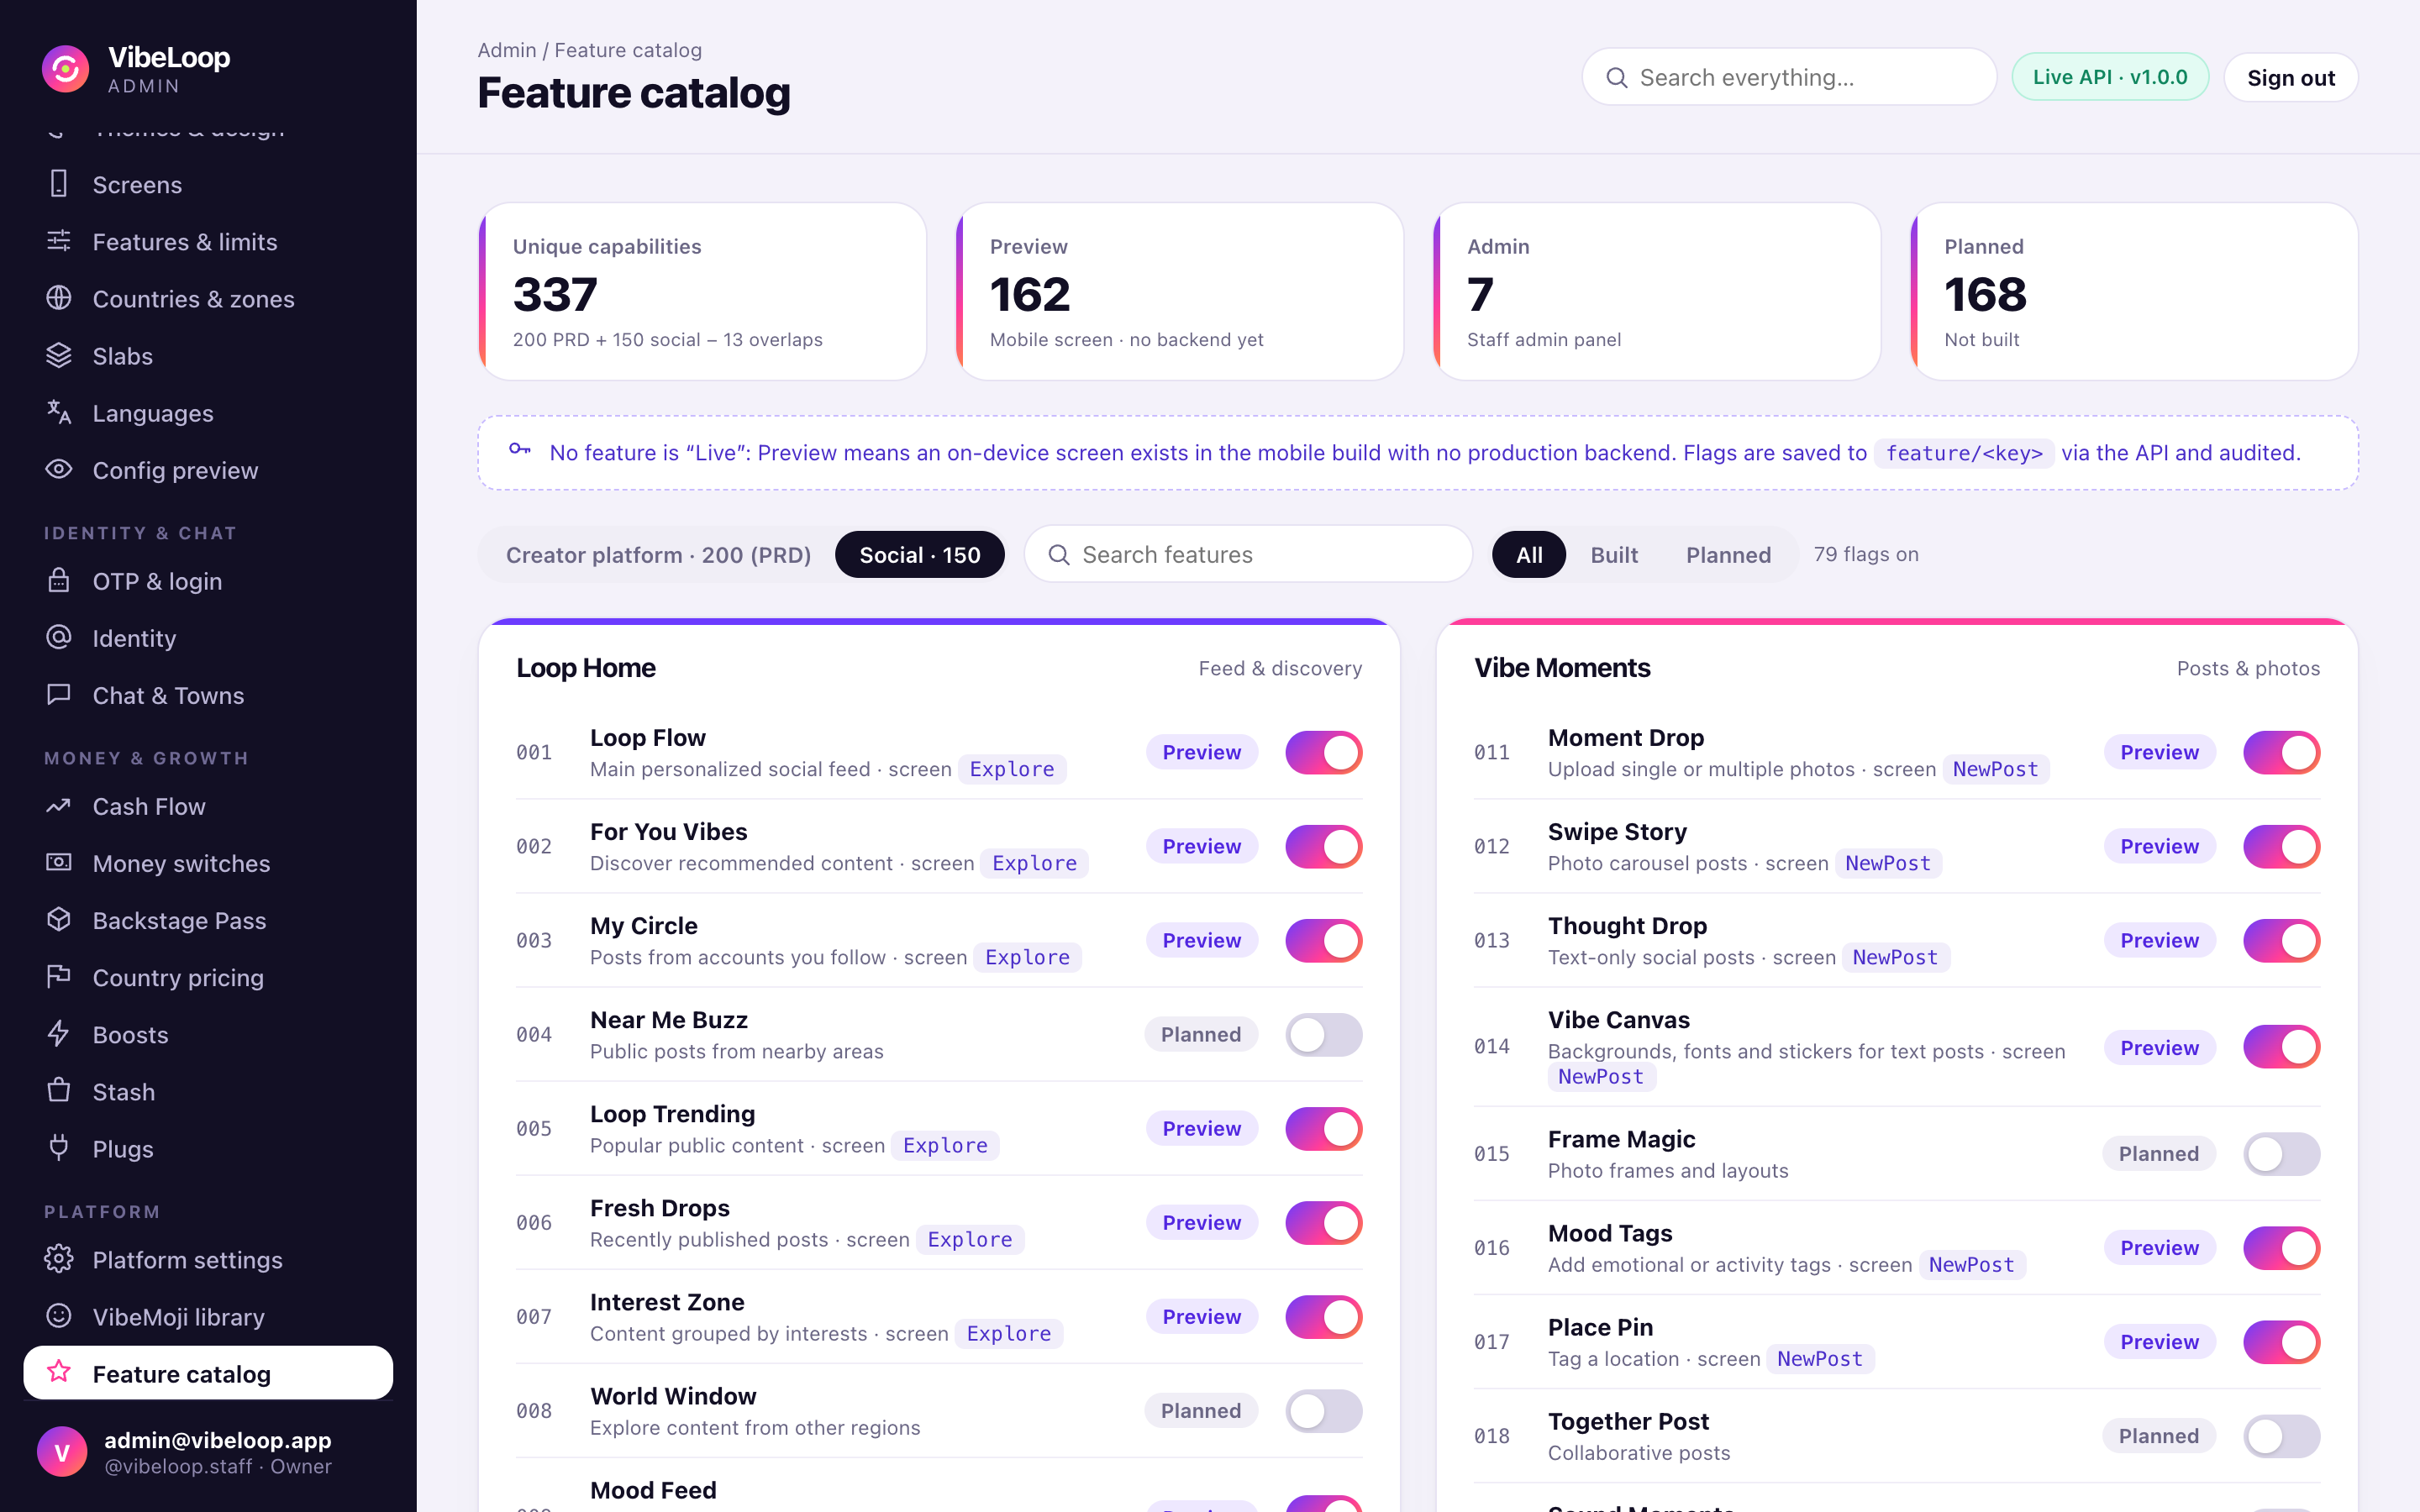 VibeLoop
ADMIN
Themes & design
Screens
Features & limits
Countries & zones
Slabs
Languages
Config preview
IDENTITY & CHAT
OTP & login
Identity
Chat & Towns
MONEY & GROWTH
Cash Flow
Money switches
Backstage Pass
Country pricing
Boosts
Stash
Plugs
PLATFORM
Platform settings
VibeMoji library
Feature catalog
V
admin@vibeloop.app
@vibeloop.staff · Owner
Admin / Feature catalog
Feature catalog
Search everything...
Live API · v1.0.0
Sign out
Unique capabilities
337
200 PRD + 150 social – 13 overlaps
Preview
162
Mobile screen · no backend yet
Admin
7
Staff admin panel
Planned
168
Not built
No feature is “Live”: Preview means an on-device screen exists in the mobile build with no production backend. Flags are saved to feature/<key> via the API and audited.
Creator platform · 200 (PRD)
Social · 150
Search features
All
Built
Planned
79 flags on
Loop Home
Feed & discovery
001
Loop Flow
Main personalized social feed · screen Explore
Preview
002
For You Vibes
Discover recommended content · screen Explore
Preview
003
My Circle
Posts from accounts you follow · screen Explore
Preview
004
Near Me Buzz
Public posts from nearby areas
Planned
005
Loop Trending
Popular public content · screen Explore
Preview
006
Fresh Drops
Recently published posts · screen Explore
Preview
007
Interest Zone
Content grouped by interests · screen Explore
Preview
008
World Window
Explore content from other regions
Planned
Mood Feed
Vibe Moments
Posts & photos
011
Moment Drop
Upload single or multiple photos · screen NewPost
Preview
012
Swipe Story
Photo carousel posts · screen NewPost
Preview
013
Thought Drop
Text-only social posts · screen NewPost
Preview
014
Vibe Canvas
Backgrounds, fonts and stickers for text posts · screen
NewPost
Preview
015
Frame Magic
Photo frames and layouts
Planned
016
Mood Tags
Add emotional or activity tags · screen NewPost
Preview
017
Place Pin
Tag a location · screen NewPost
Preview
018
Together Post
Collaborative posts
Planned